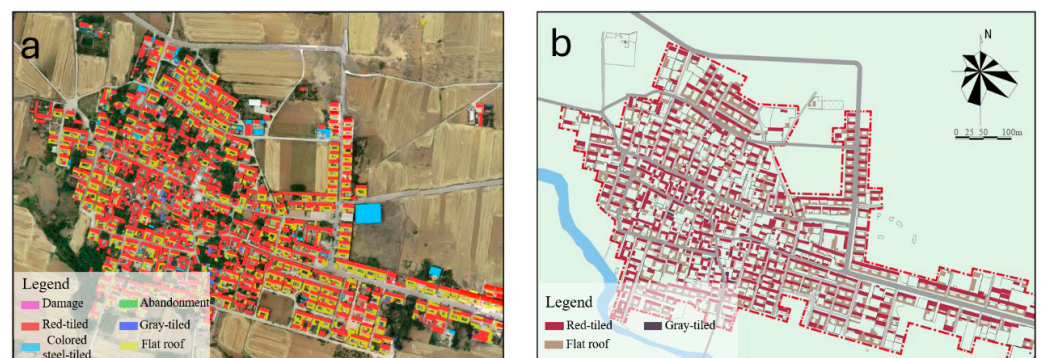 a
Legend
Damage
Abandonment
Red-tiled
Gray-tiled
Colored
steel-tiled
Flat roof
b
N
0 25 50 100m
Legend
Red-tiled
Gray-tiled
Flat roof